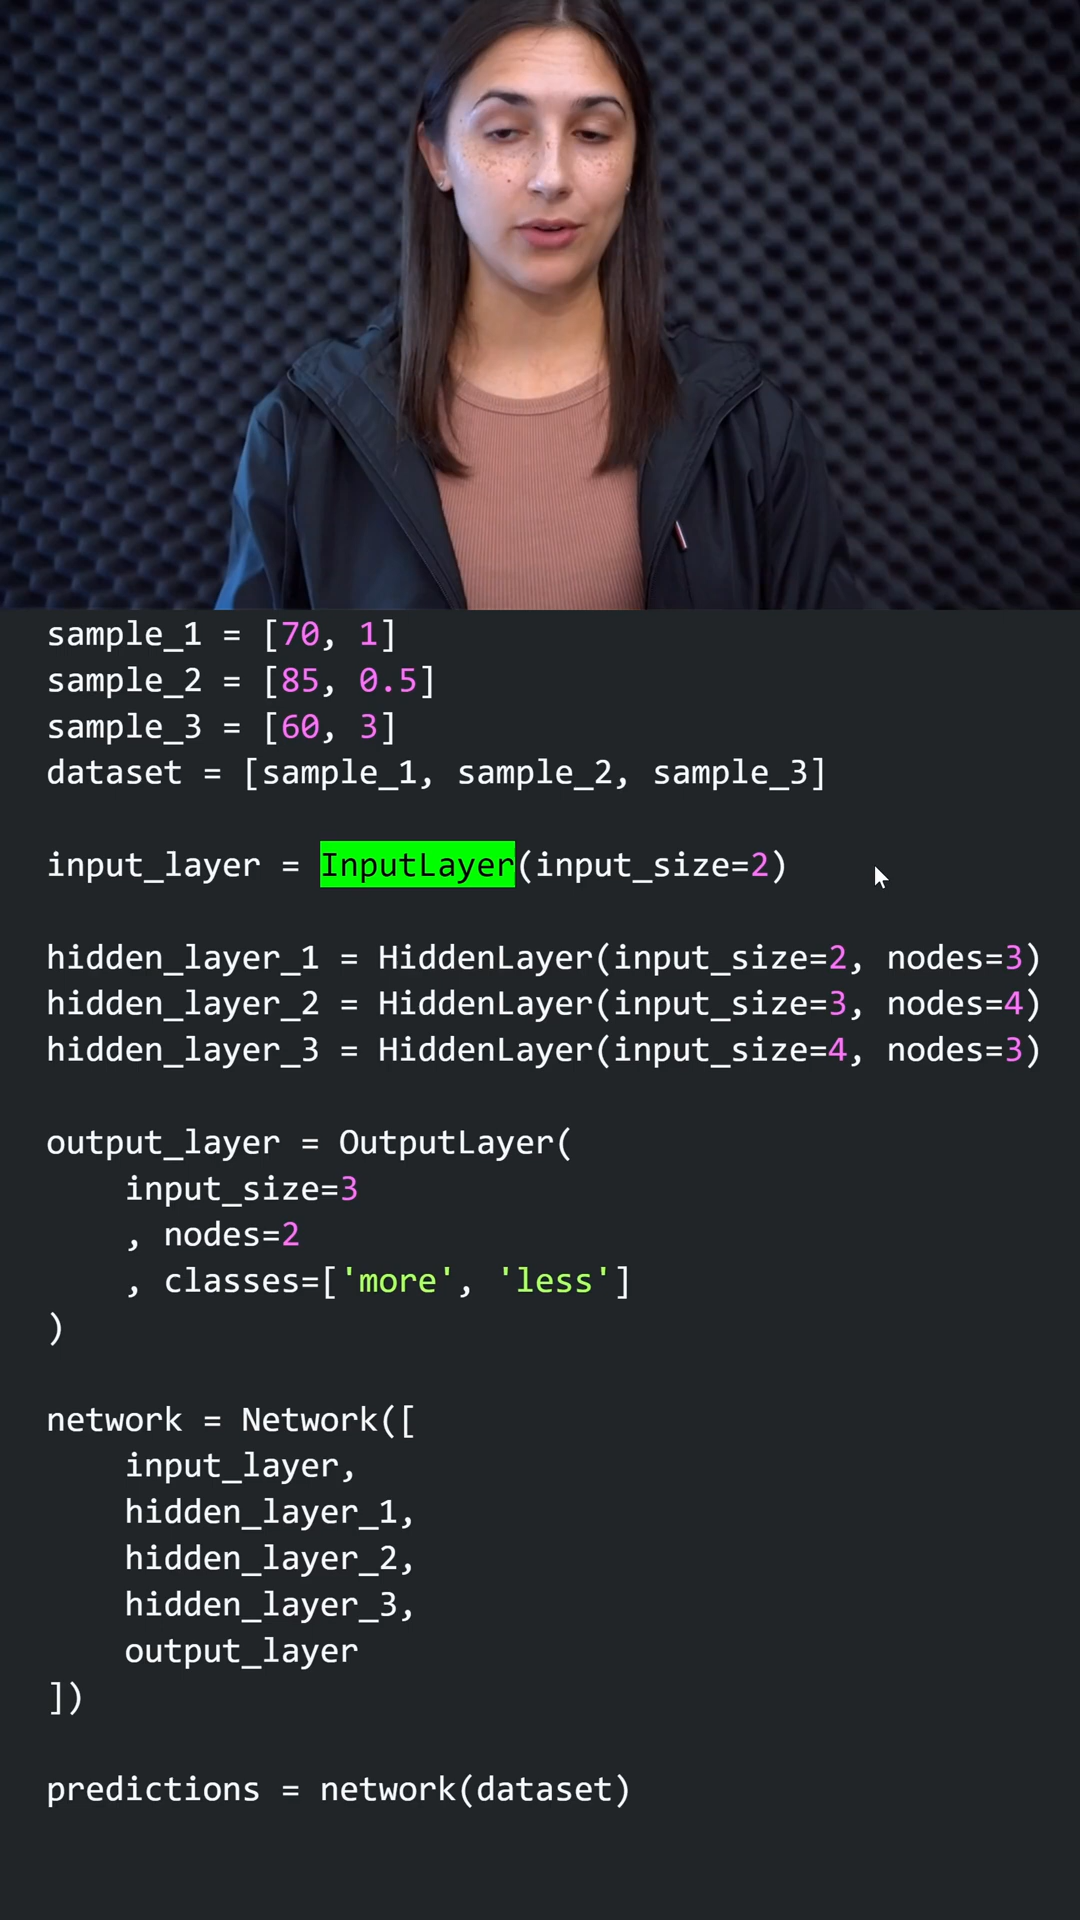 sample_1 = [70, 1]
sample_2 = [85, 0.5]
sample_3 = [60, 3]
dataset = [sample_1, sample_2, sample_3]
input_layer = InputLayer(input_size=2)
hidden_layer_1 = HiddenLayer(input_size=2, nodes=3)
hidden_layer_2 = HiddenLayer(input_size=3, nodes=4)
hidden_layer_3 = HiddenLayer(input_size=4, nodes=3)
output_layer = OutputLayer(
    input_size=3
    , nodes=2
    , classes=['more', 'less']
)
network = Network([
    input_layer,
    hidden_layer_1,
    hidden_layer_2,
    hidden_layer_3,
    output_layer
])
predictions = network(dataset)